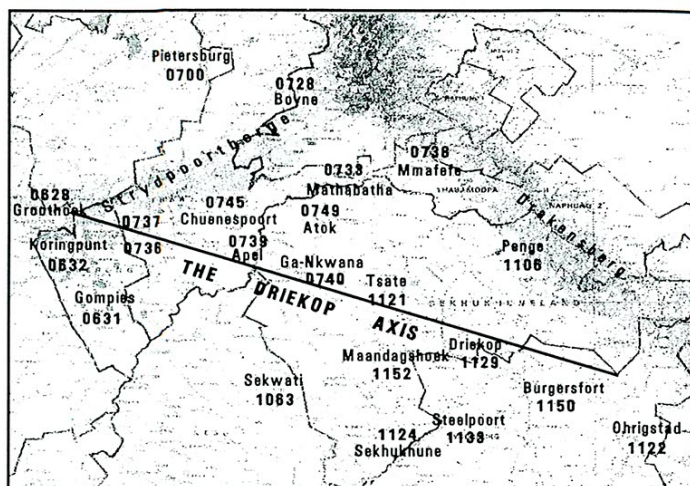 Pietersburg
0700
0728
Boyne
Strydpoortberge
0733
Mathabatha
0738
Mmafefe
Drakensberg
0628
Groothoek
0737
0736
0745
Chuenespoort
0749
Atok
Koringpunt
0632
0739
Apel
Ga-Nkwana
0740
Penge
1106
Tsate
1121
SEKHUKHUNELAND
Gompies
0631
THE DRIEKOP AXIS
Driekop
1129
Maandagshoek
1152
Sekwati
1063
Burgersfort
1150
Steelpoort
1133
1124
Sekhukhune
Ohrigstad
1122